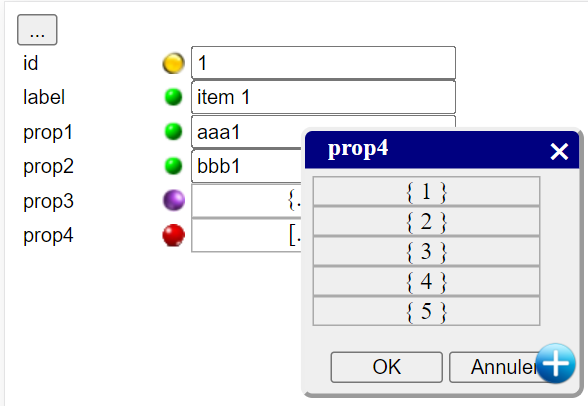 ...
id 1
label item 1
prop1 aaa1
prop2 bbb1
prop3 {.
prop4 [.
prop4
{ 1 }
{ 2 }
{ 3 }
{ 4 }
{ 5 }
OK Annuler